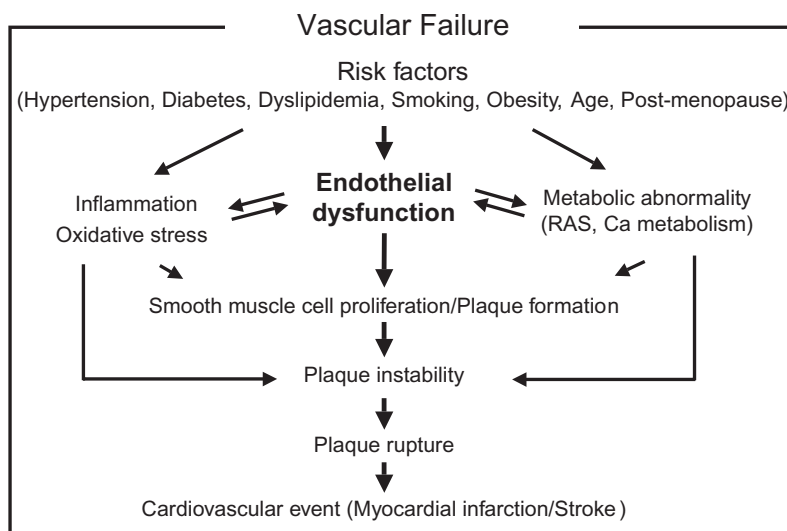 Vascular Failure
Risk factors
(Hypertension, Diabetes, Dyslipidemia, Smoking, Obesity, Age, Post-menopause)
Inflammation
Oxidative stress
Endothelial
dysfunction
Metabolic abnormality
(RAS, Ca metabolism)
Smooth muscle cell proliferation/Plaque formation
Plaque instability
Plaque rupture
Cardiovascular event (Myocardial infarction/Stroke )